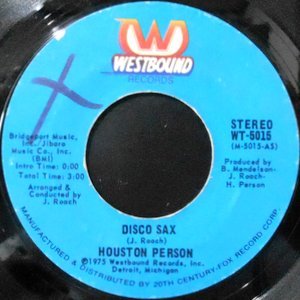 WESTBOUND
RECORDS
Bridgeport Music,
Inc./Jibaro
Music Co., Inc.
(BMI)
Intro Time: 0:00
Total Time: 3:00
Arranged &
Conducted by
J. Roach
STEREO
WT-5015
(M-5015-AS)
Produced by
B. Mendelson-
J. Roach-
H. Person
DISCO SAX
(J. Roach)
HOUSTON PERSON
©1975 Westbound Records, Inc.
Detroit, Michigan
MANUFACTURED & DISTRIBUTED BY 20TH CENTURY-FOX RECORD CORP